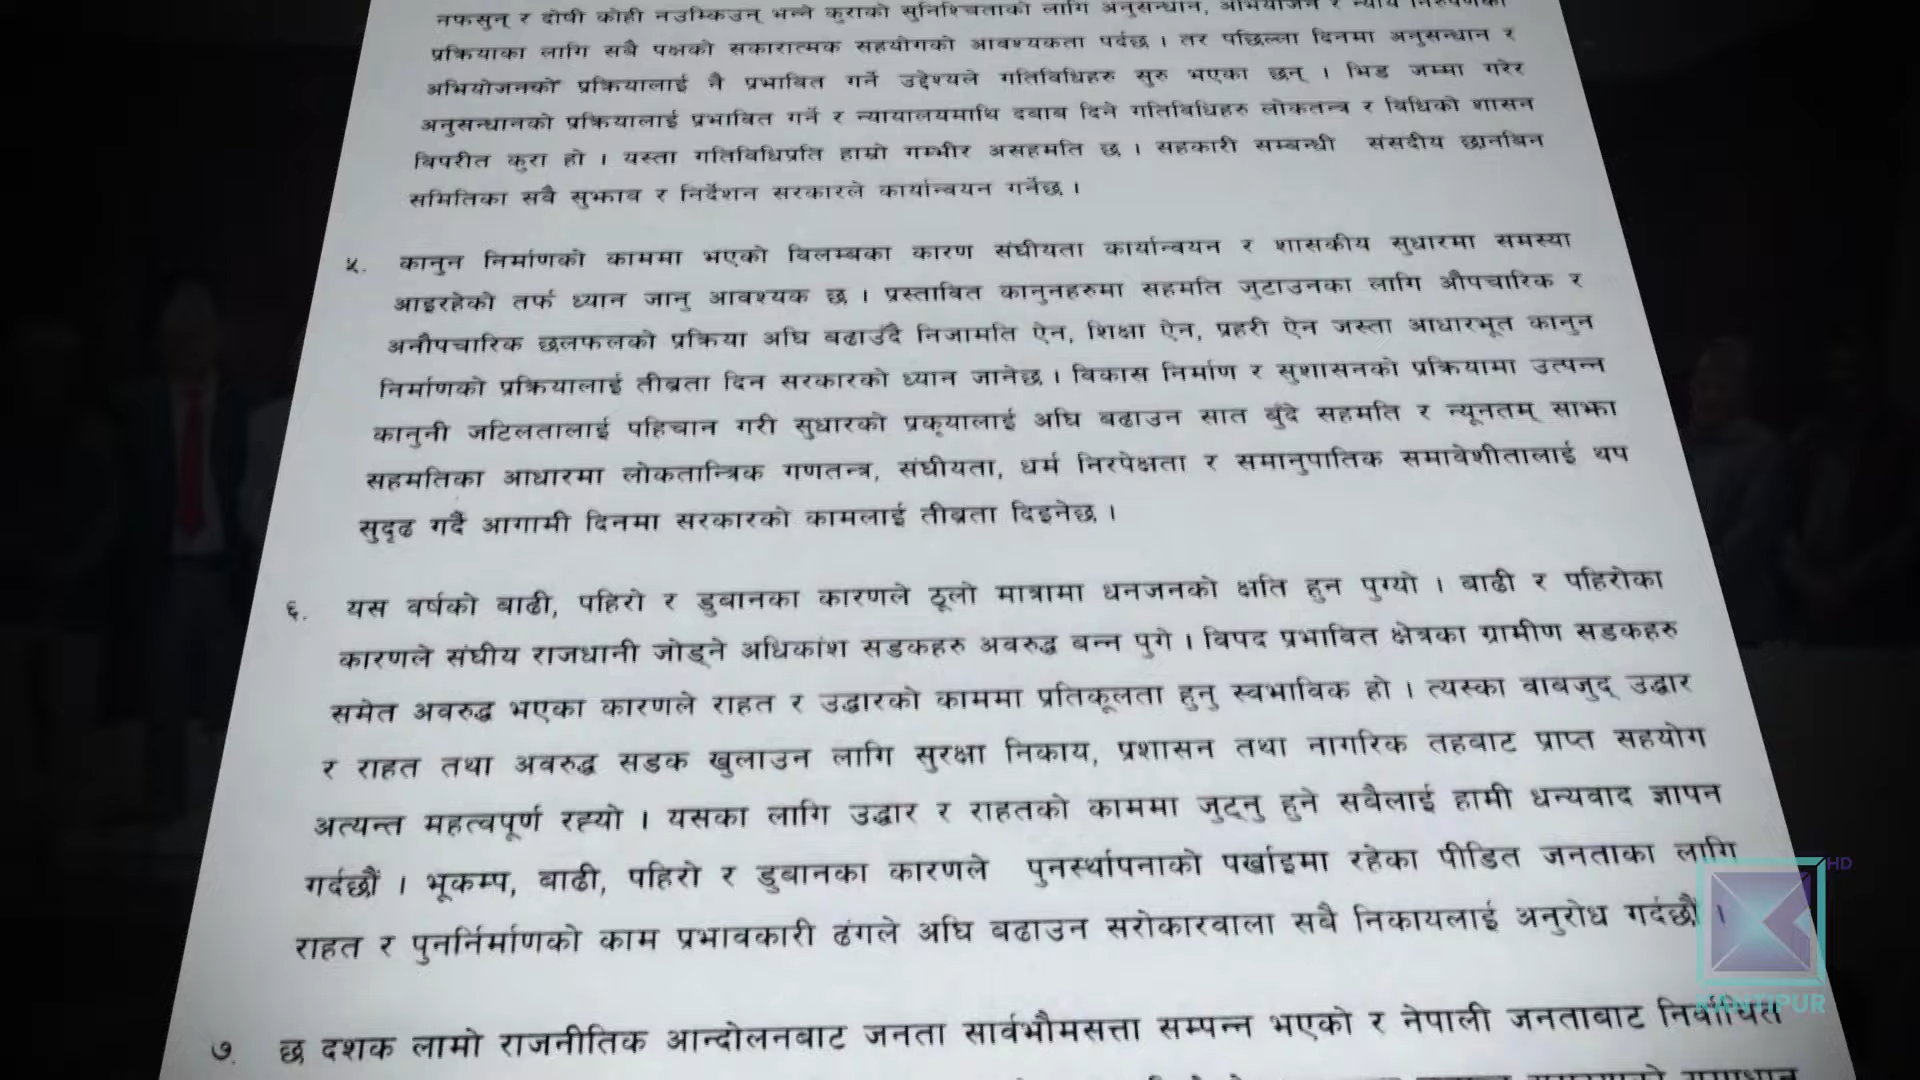 नफसुन् र दोषी कोही नउम्किउन् भन्ने कुराको सुनिश्चितताको लागि अनुसन्धान, अभियोजन र न्याय निरुपणको
प्रक्रियाका लागि सबै पक्षको सकारात्मक सहयोगको आवश्यकता पर्दछ । तर पछिल्ला दिनमा अनुसन्धान र
अभियोजनको प्रक्रियालाई नै प्रभावित गर्ने उद्देश्यले गतिविधिहरु सुरु भएका छन् । भिड जम्मा गरेर
अनुसन्धानको प्रक्रियालाई प्रभावित गर्ने र न्यायालयमाथि दबाब दिने गतिविधिहरु लोकतन्त्र र विधिको शासन
विपरीत कुरा हो । यस्ता गतिविधिप्रति हाम्रो गम्भीर असहमति छ । सहकारी सम्बन्धी संसदीय छानबिन
समितिका सबै सुझाव र निर्देशन सरकारले कार्यान्वयन गर्नेछ ।
५. कानुन निर्माणको काममा भएको विलम्बका कारण संघीयता कार्यान्वयन र शासकीय सुधारमा समस्या
आइरहेको तर्फ ध्यान जानु आवश्यक छ । प्रस्तावित कानुनहरुमा सहमति जुटाउनका लागि औपचारिक र
अनौपचारिक छलफलको प्रक्रिया अघि बढाउँदै निजामति ऐन, शिक्षा ऐन, प्रहरी ऐन जस्ता आधारभूत कानुन
निर्माणको प्रक्रियालाई तीब्रता दिन सरकारको ध्यान जानेछ । विकास निर्माण र सुशासनको प्रक्रियामा उत्पन्न
कानुनी जटिलतालाई पहिचान गरी सुधारको प्रकृयालाई अघि बढाउन सात बुँदे सहमति र न्यूनतम् साझा
सहमतिका आधारमा लोकतान्त्रिक गणतन्त्र, संघीयता, धर्म निरपेक्षता र समानुपातिक समावेशीतालाई थप
सुदृढ गर्दै आगामी दिनमा सरकारको कामलाई तीब्रता दिइनेछ ।
६. यस वर्षको बाढी, पहिरो र डुबानका कारणले ठूलो मात्रामा धनजनको क्षति हुन पुग्यो । बाढी र पहिरोका
कारणले संघीय राजधानी जोड्ने अधिकांश सडकहरु अवरुद्ध बन्न पुगे । विपद प्रभावित क्षेत्रका ग्रामीण सडकहरु
समेत अवरुद्ध भएका कारणले राहत र उद्धारको काममा प्रतिकूलता हुनु स्वभाविक हो । त्यस्का वाबजुद् उद्धार
र राहत तथा अवरुद्ध सडक खुलाउन लागि सुरक्षा निकाय, प्रशासन तथा नागरिक तहबाट प्राप्त सहयोग
अत्यन्त महत्वपूर्ण रह्यो । यसका लागि उद्धार र राहतको काममा जुट्नु हुने सबैलाई हामी धन्यवाद ज्ञापन
गर्दछौं । भूकम्प, बाढी, पहिरो र डुबानका कारणले पुनर्स्थापनाको पर्खाइमा रहेका पीडित जनताका लागि
राहत र पुनर्निर्माणको काम प्रभावकारी ढंगले अघि बढाउन सरोकारवाला सबै निकायलाई अनुरोध गर्दछौं ।
७. छ दशक लामो राजनीतिक आन्दोलनबाट जनता सार्वभौमसत्ता सम्पन्न भएको र नेपाली जनताबाट निर्वाचित
HD
KANTIPUR